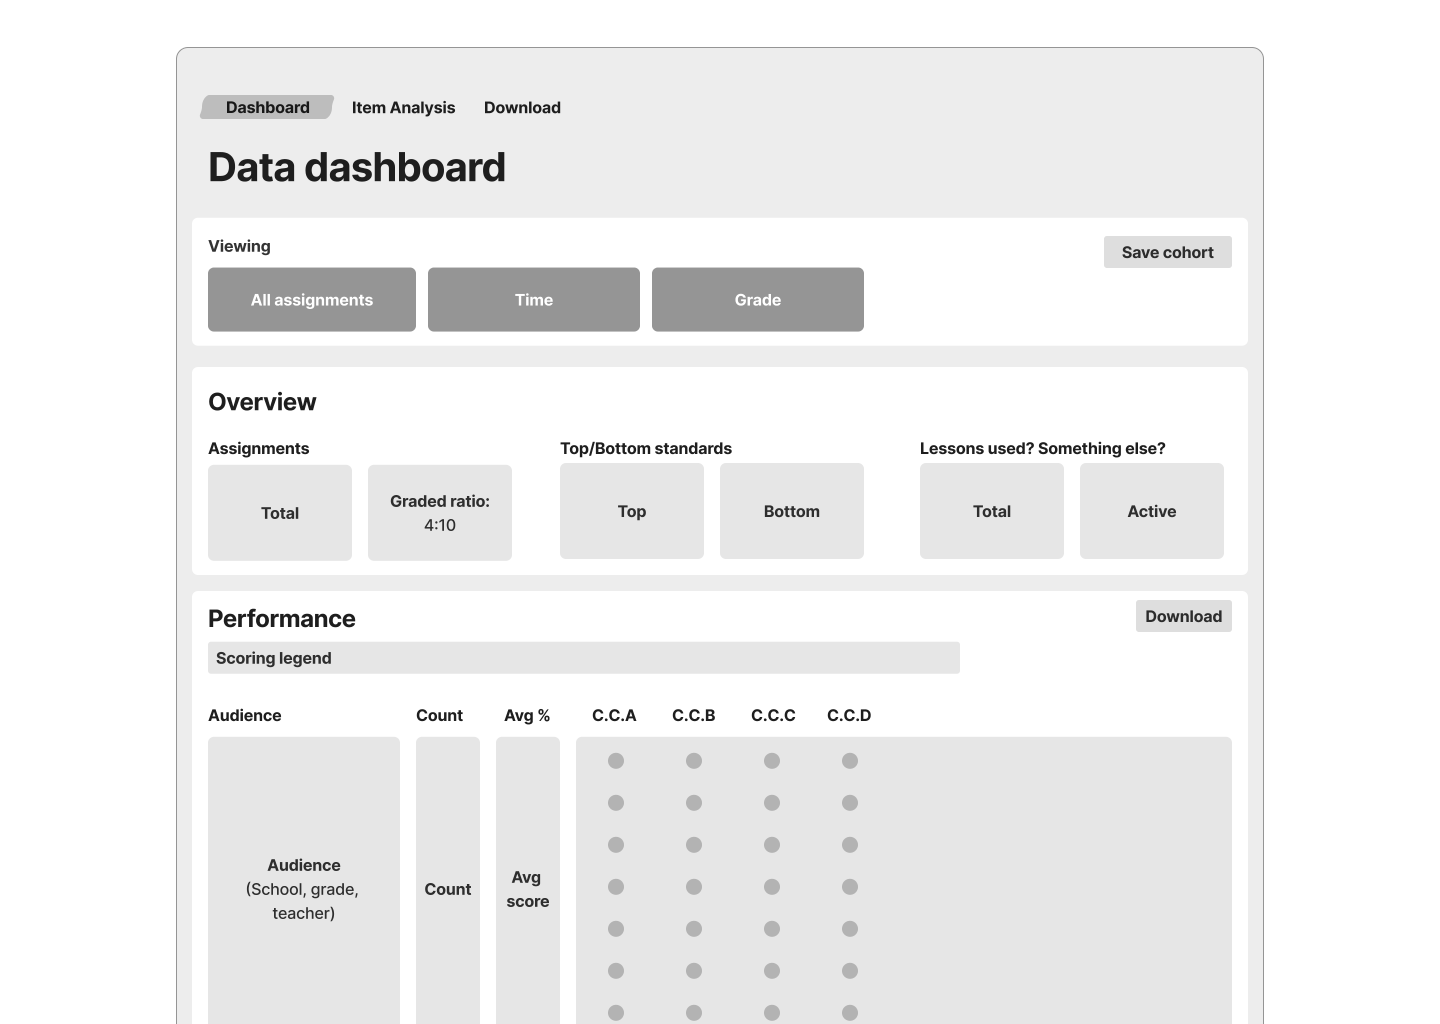 Dashboard Item Analysis Download
Data dashboard
Viewing
Save cohort
All assignments Time Grade
Overview
Assignments
Total
Graded ratio:
4:10
Top/Bottom standards
Top Bottom
Lessons used? Something else?
Total Active
Performance
Download
Scoring legend
Audience Count Avg % C.C.A C.C.B C.C.C C.C.D
Audience
(School, grade,
teacher)
Count
Avg
score